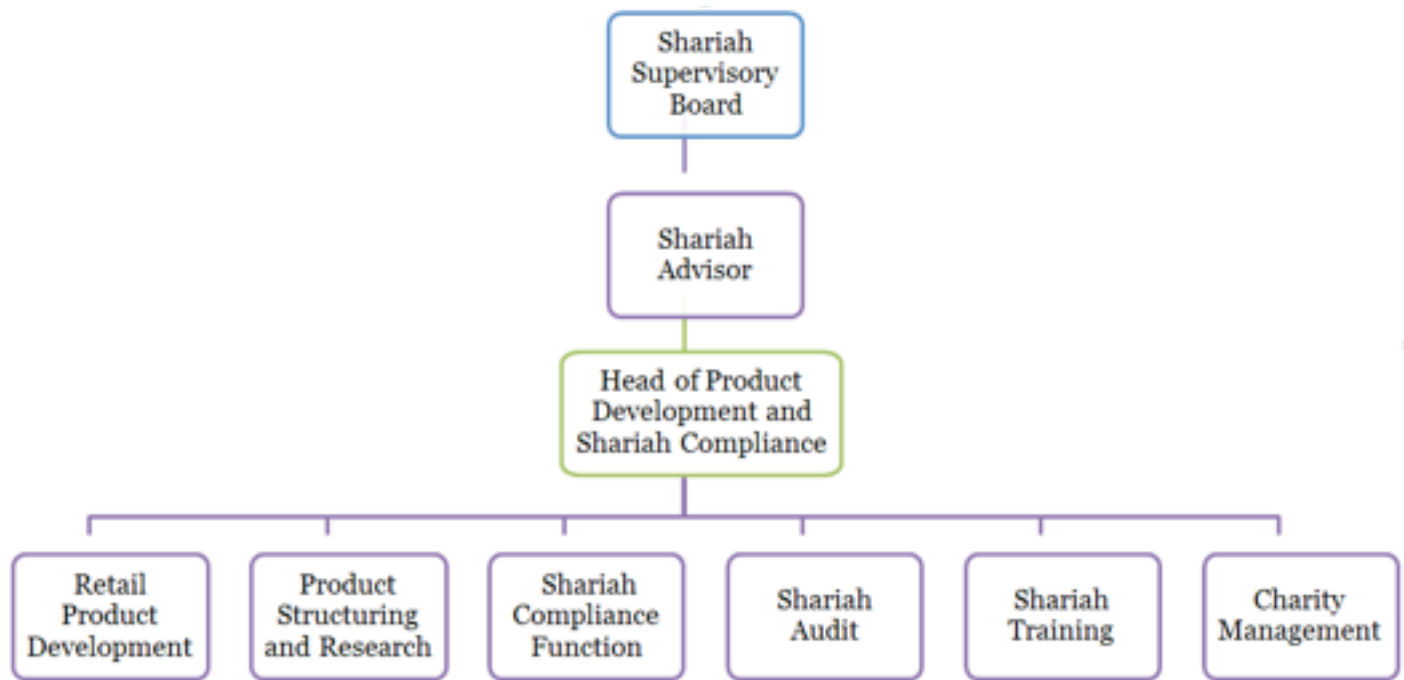 Shariah
Supervisory
Board
Shariah
Advisor
Head of Product
Development and
Shariah Compliance
Retail
Product
Development
Product
Structuring
and Research
Shariah
Compliance
Function
Shariah
Audit
Shariah
Training
Charity
Management